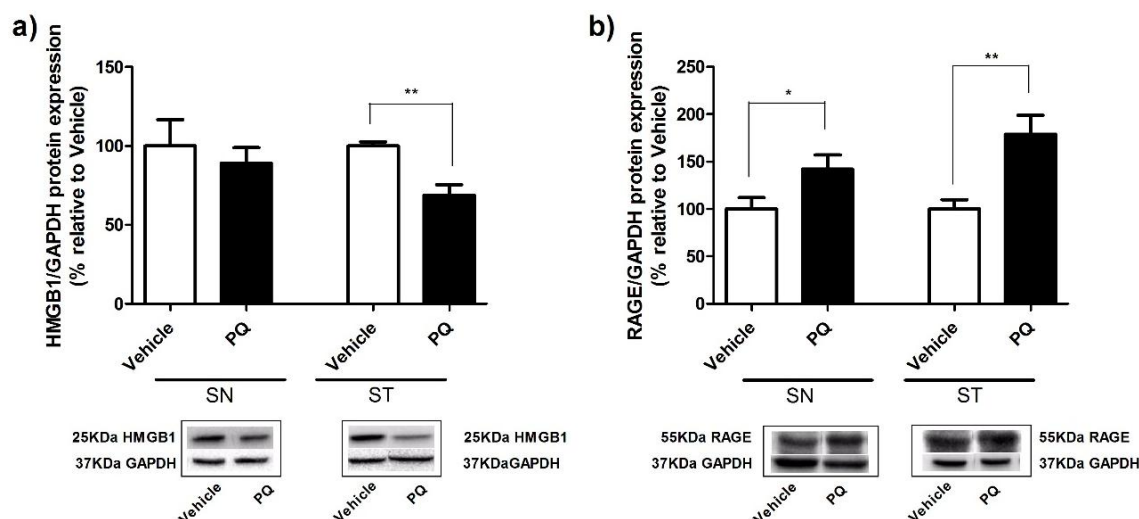 a)
HMGB1/GAPDH protein expression
(% relative to Vehicle)
150
100
50
0
**
Vehicle
PQ
Vehicle
PQ
SN
ST
25KDa HMGB1
37KDa GAPDH
25KDa HMGB1
37KDaGAPDH
Vehicle
PQ
Vehicle
PQ
b)
RAGE/GAPDH protein expression
(% relative to Vehicle)
250
200
150
100
50
0
*
**
Vehicle
PQ
Vehicle
PQ
SN
ST
55KDa RAGE
37KDa GAPDH
55KDa RAGE
37KDa GAPDH
Vehicle
PQ
Vehicle
PQ